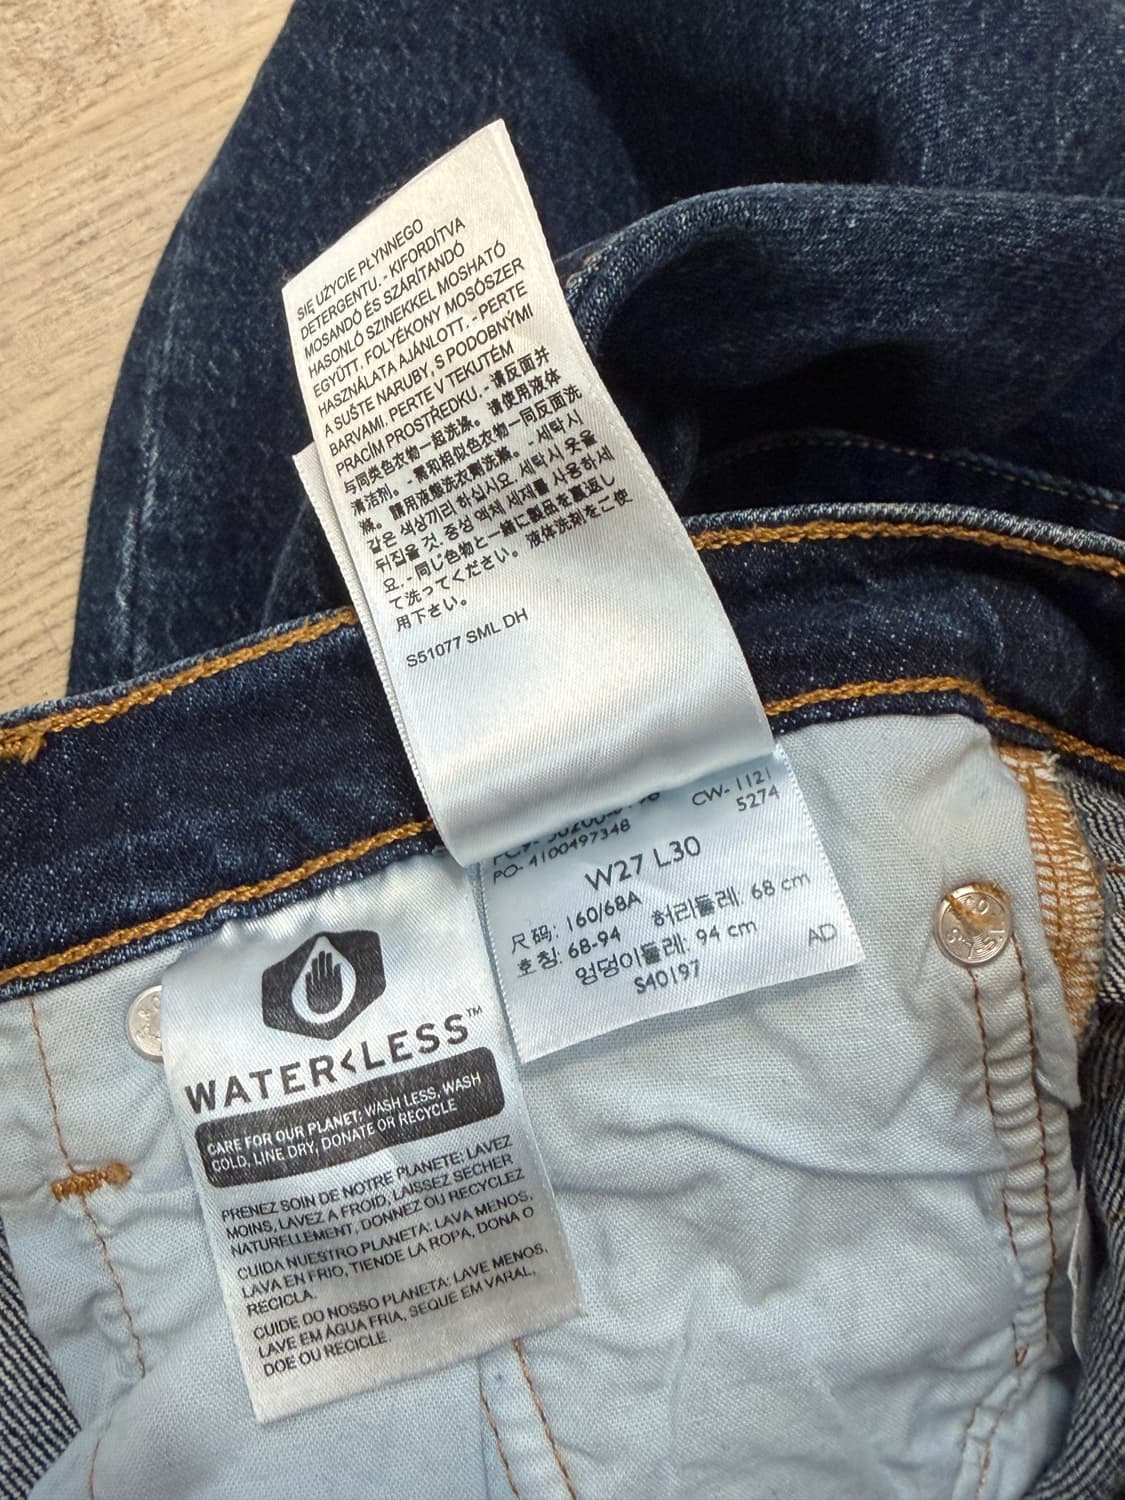 SIĘ UŻYCIE PŁYNNEGO
DETERGENTU. - KIFORDÍTVA
MOSANDÓ ÉS SZÁRÍTANDÓ
HASONLÓ SZINEKKEL MOSHATÓ
EGYÜTT, FOLYÉKONY MOSÓSZER
HASZNÁLATA AJÁNLOTT. - PERTE
A SUŠTE NARUBY, S PODOBNÝMI
BARVAMI, PERTE V TEKUTÉM
PRACÍM PROSTŘEDKU. - 请反面并
与同类色衣物一起洗涤。请使用液体
清洁剂。- 需和相似色衣物一同反面洗
滌。請用液態洗衣劑洗滌。- 세탁시
같은 색상끼리 하십시요. 세탁시 옷을
뒤집을 것. 중성 액체 세제를 사용하세
요. - 同じ色物と一緒に製品を裏返し
て洗ってください。液体洗剤をご使
用下さい。
S51077 SML DH
CW- 1121
5274
PO- 4100497348
W27 L30
尺码: 160/68A 허리둘레: 68 cm
호칭: 68-94
엉덩이둘레: 94 cm AD
S40197
WATER<LESS™
CARE FOR OUR PLANET: WASH LESS, WASH
COLD, LINE DRY, DONATE OR RECYCLE
PRENEZ SOIN DE NOTRE PLANETE: LAVEZ
MOINS, LAVEZ A FROID, LAISSEZ SECHER
NATURELLEMENT, DONNEZ OU RECYCLEZ
CUIDA NUESTRO PLANETA: LAVA MENOS,
LAVA EN FRIO, TIENDE LA ROPA, DONA O
RECICLA.
CUIDE DO NOSSO PLANETA: LAVE MENOS,
LAVE EM ÁGUA FRIA, SEQUE EM VARAL,
DOE OU RECICLE.